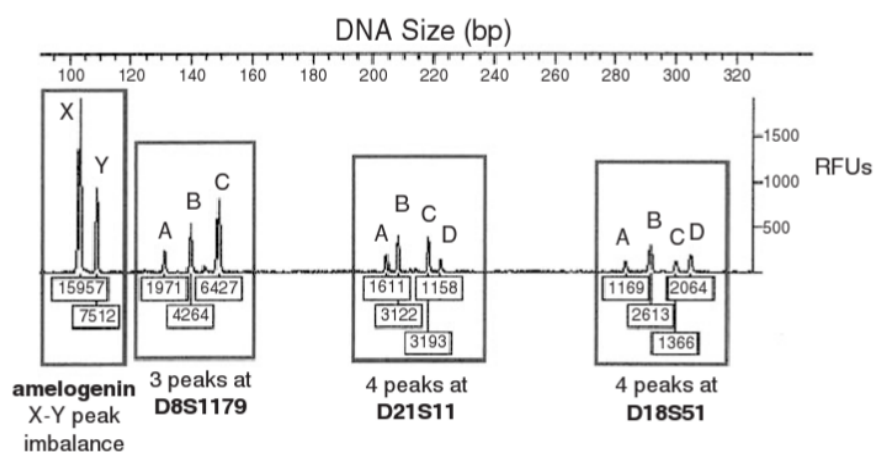 DNA Size (bp)
100 120 140 160 180 200 220 240 260 280 300 320
X
Y
A
B
C
A
B
C
D
A
B
C
D
1500
1000
500
RFUs
15957
7512
1971
4264
6427
1611
3122
3193
1158
1169
2613
1366
2064
amelogenin
X-Y peak
imbalance
3 peaks at
D8S1179
4 peaks at
D21S11
4 peaks at
D18S51